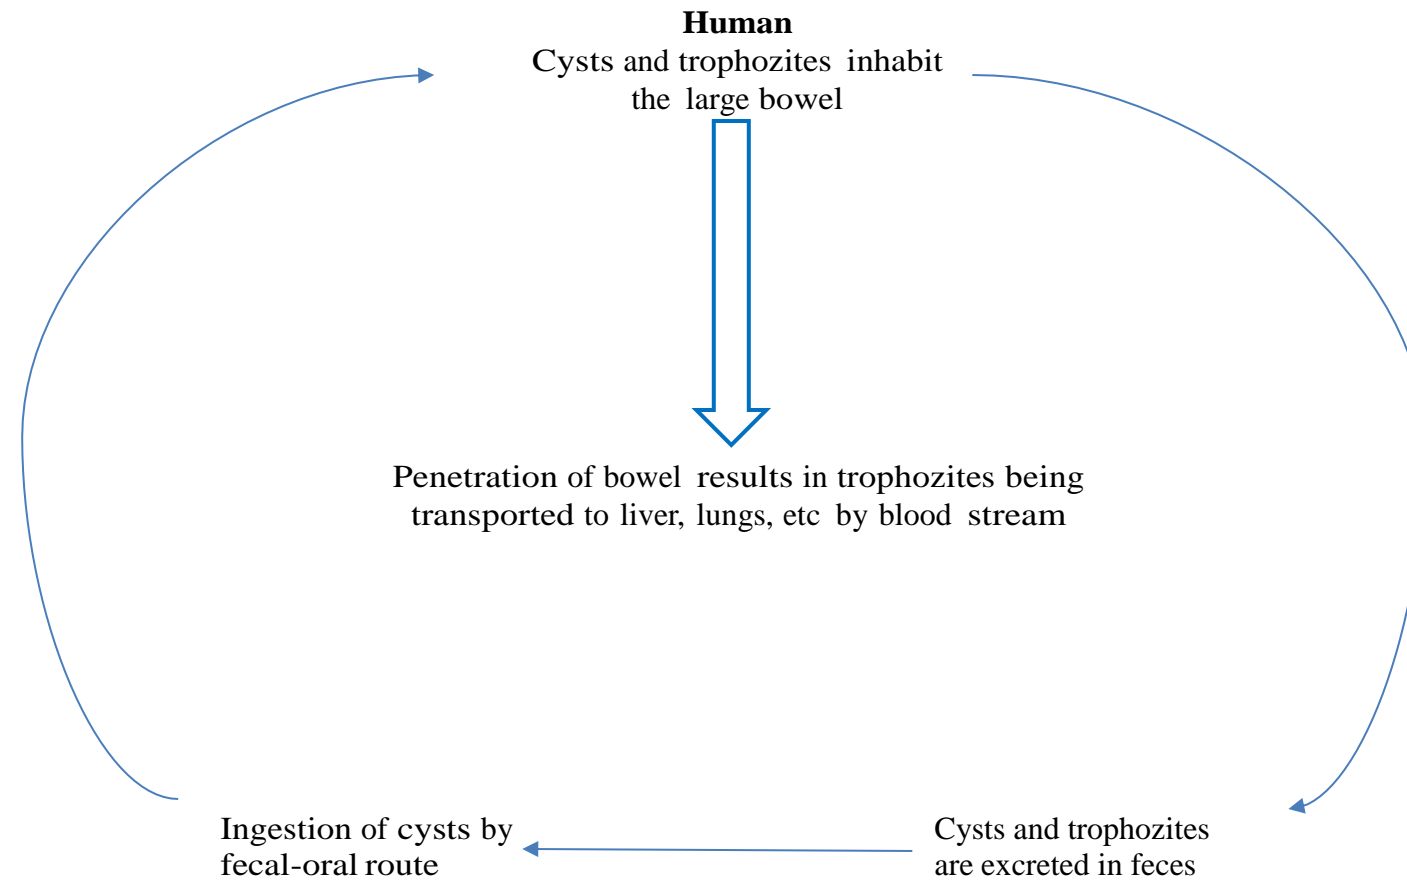 Human
Cysts and trophozites inhabit
the large bowel
Penetration of bowel results in trophozites being
transported to liver, lungs, etc by blood stream
Ingestion of cysts by
fecal-oral route
Cysts and trophozites
are excreted in feces